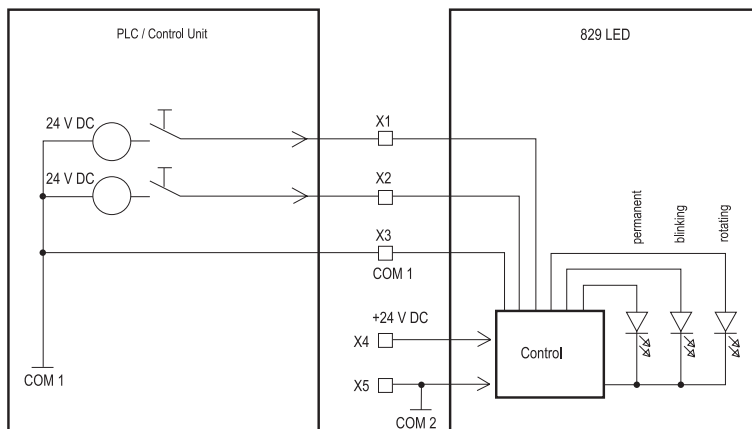 PLC / Control Unit
829 LED
24 V DC
X1
24 V DC
X2
X3
COM 1
permanent
blinking
rotating
+24 V DC
X4
Control
COM 1
X5
COM 2